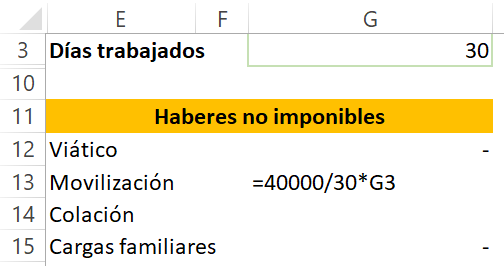 E F G
3 Días trabajados 30
10
11 Haberes no imponibles
12 Viático -
13 Movilización =40000/30*G3
14 Colación
15 Cargas familiares -